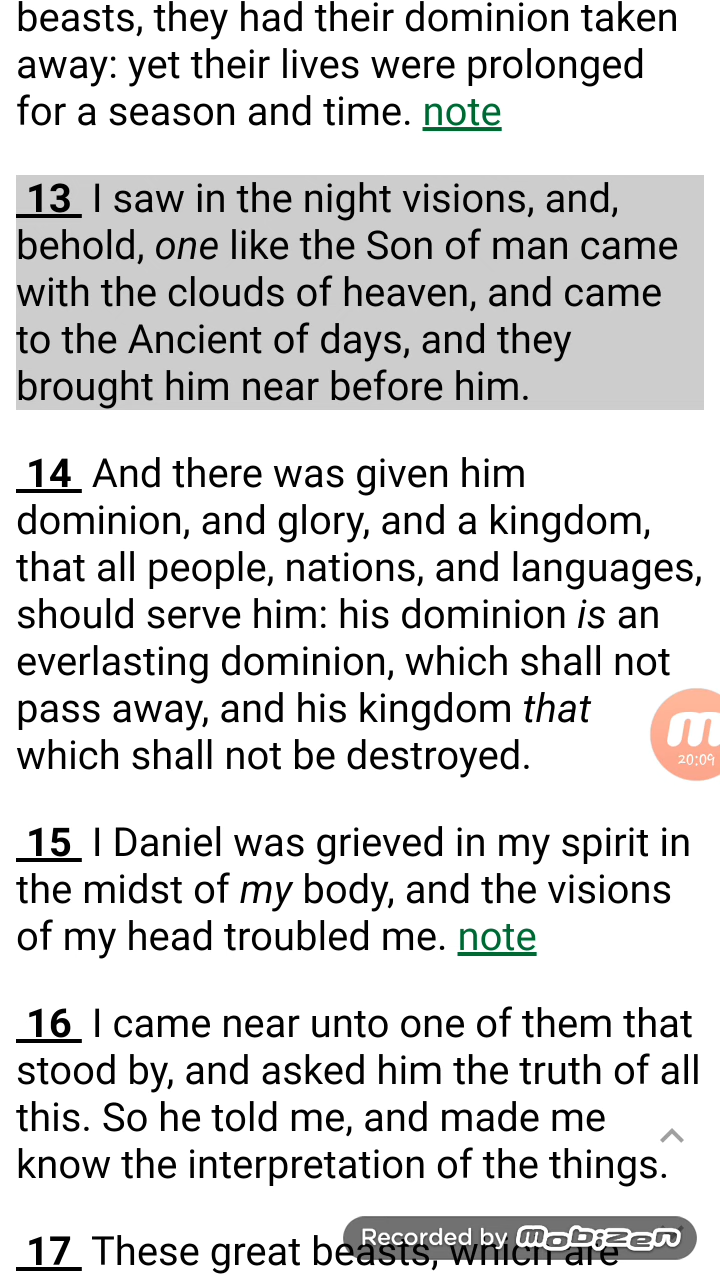 beasts, they had their dominion taken
away: yet their lives were prolonged
for a season and time. note
13 I saw in the night visions, and,
behold, one like the Son of man came
with the clouds of heaven, and came
to the Ancient of days, and they
brought him near before him.
14 And there was given him
dominion, and glory, and a kingdom,
that all people, nations, and languages,
should serve him: his dominion is an
everlasting dominion, which shall not
pass away, and his kingdom that
which shall not be destroyed.
20:09
15 I Daniel was grieved in my spirit in
the midst of my body, and the visions
of my head troubled me. note
16 I came near unto one of them that
stood by, and asked him the truth of all
this. So he told me, and made me
know the interpretation of the things.
17 These great beasts, which are
Recorded by mobizen